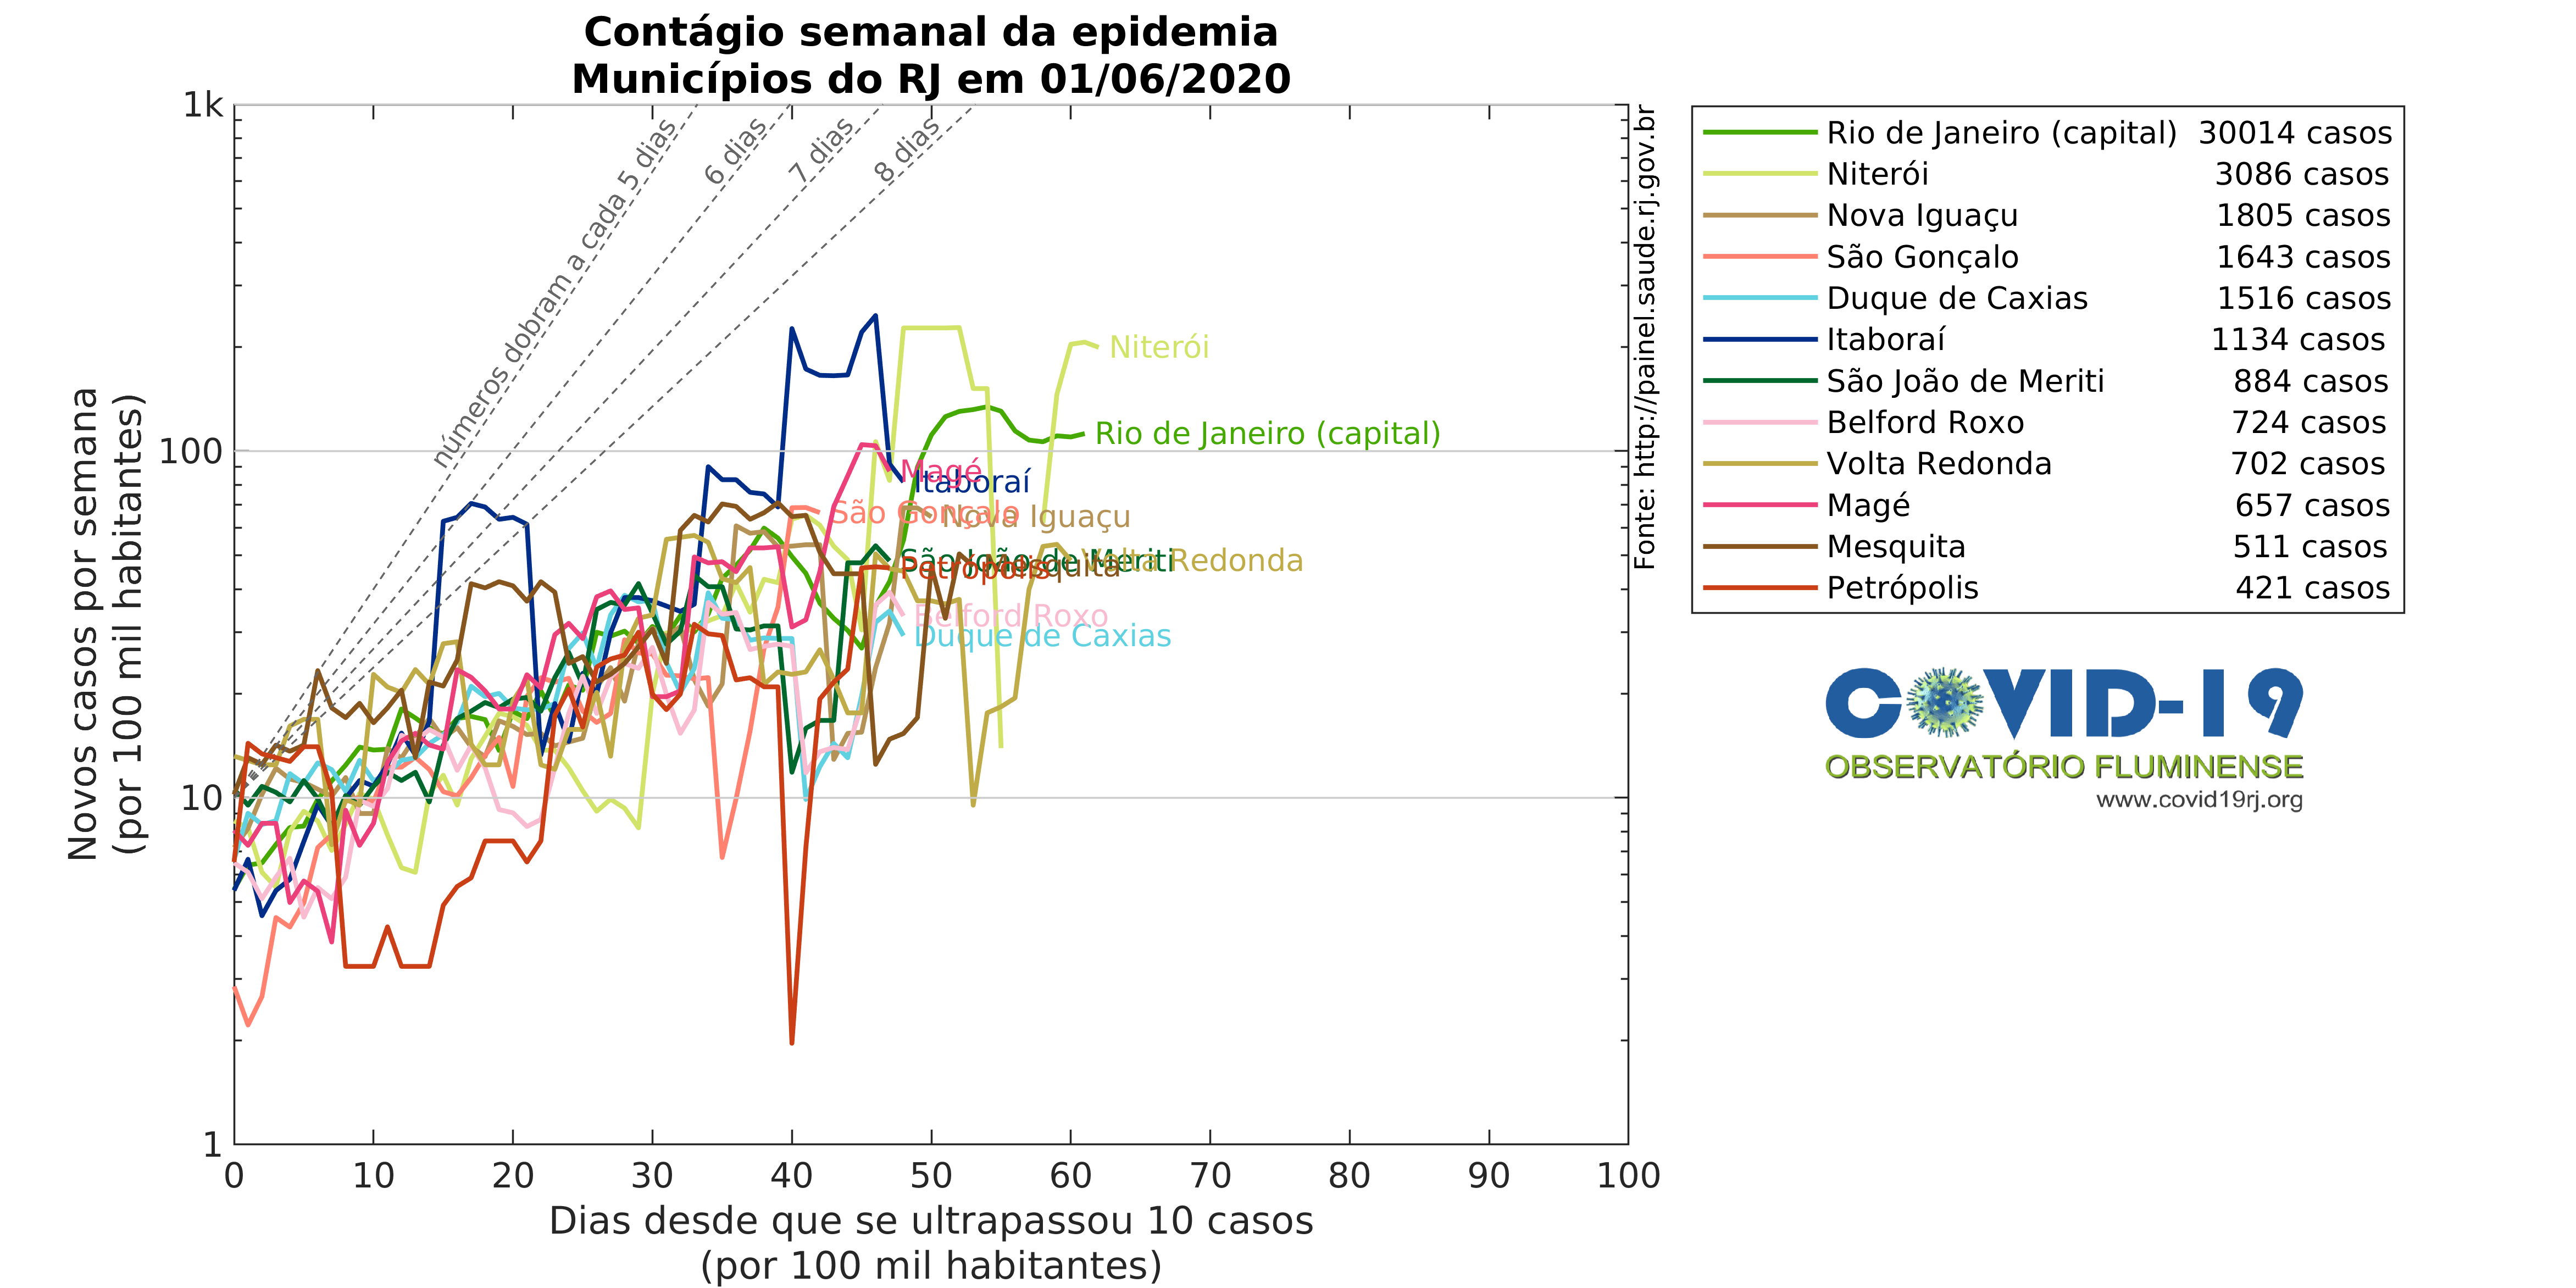 Contágio semanal da epidemia
Municípios do RJ em 01/06/2020
Novos casos por semana
(por 100 mil habitantes)
1k
100
10
1
números dobram a cada 5 dias
6 dias
7 dias
8 dias
Niterói
Rio de Janeiro (capital)
Magé
Itaboraí
São Gonçalo
Nova Iguaçu
São João de Meriti
Volta Redonda
Petrópolis
Mesquita
Belford Roxo
Duque de Caxias
0 10 20 30 40 50 60 70 80 90 100
Dias desde que se ultrapassou 10 casos
(por 100 mil habitantes)
Fonte: http://painel.saude.rj.gov.br
Rio de Janeiro (capital) 30014 casos
Niterói 3086 casos
Nova Iguaçu 1805 casos
São Gonçalo 1643 casos
Duque de Caxias 1516 casos
Itaboraí 1134 casos
São João de Meriti 884 casos
Belford Roxo 724 casos
Volta Redonda 702 casos
Magé 657 casos
Mesquita 511 casos
Petrópolis 421 casos
COVID-19
OBSERVATÓRIO FLUMINENSE
www.covid19rj.org